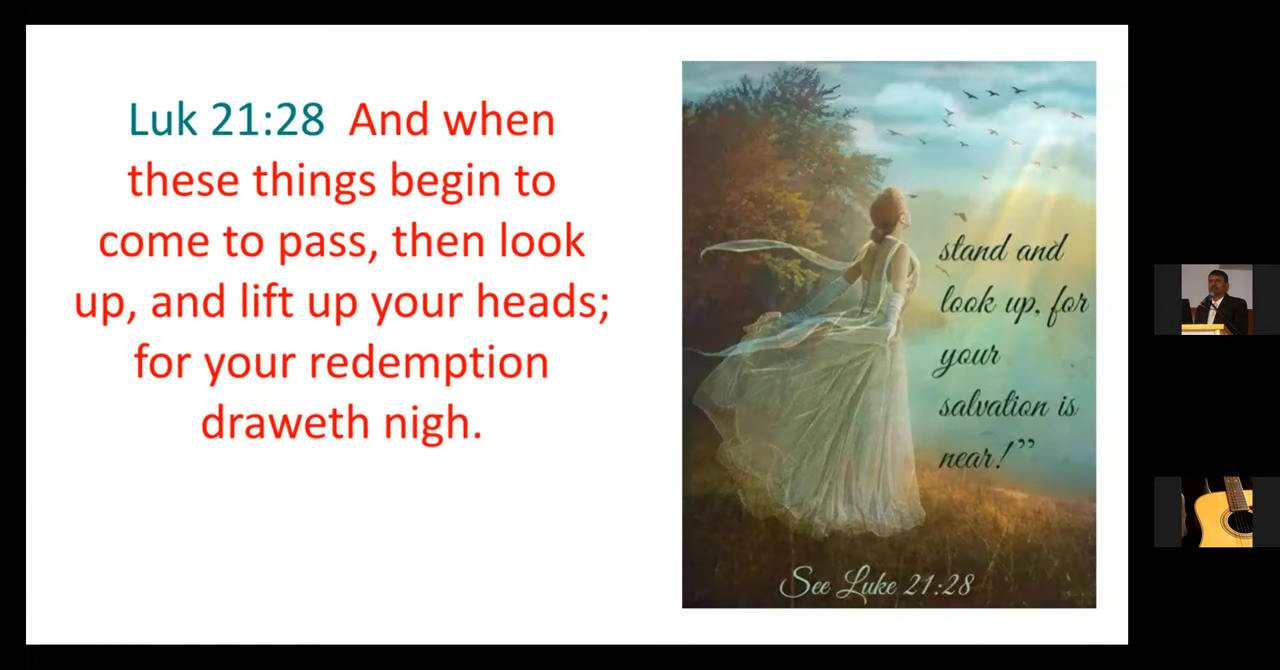 Luk 21:28 And when
these things begin to
come to pass, then look
up, and lift up your heads;
for your redemption
draweth nigh.
stand and
look up, for
your
salvation is
near!”
See Luke 21:28